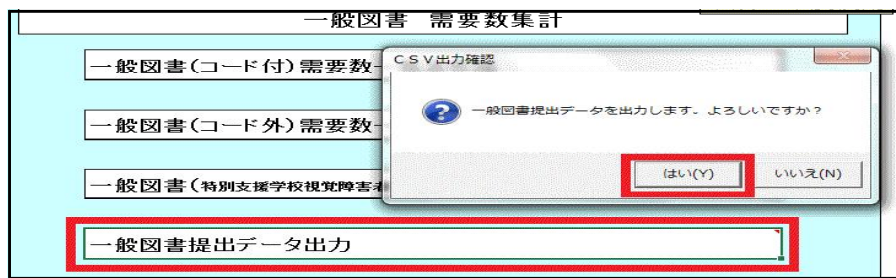 一般図書 需要数集計
一般図書(コード付)需要数
CSV出力確認
一般図書提出データを出力します。よろしいですか?
一般図書(コード外)需要数
はい(Y)
いいえ(N)
一般図書(特別支援学校視覚障害者
一般図書提出データ出力